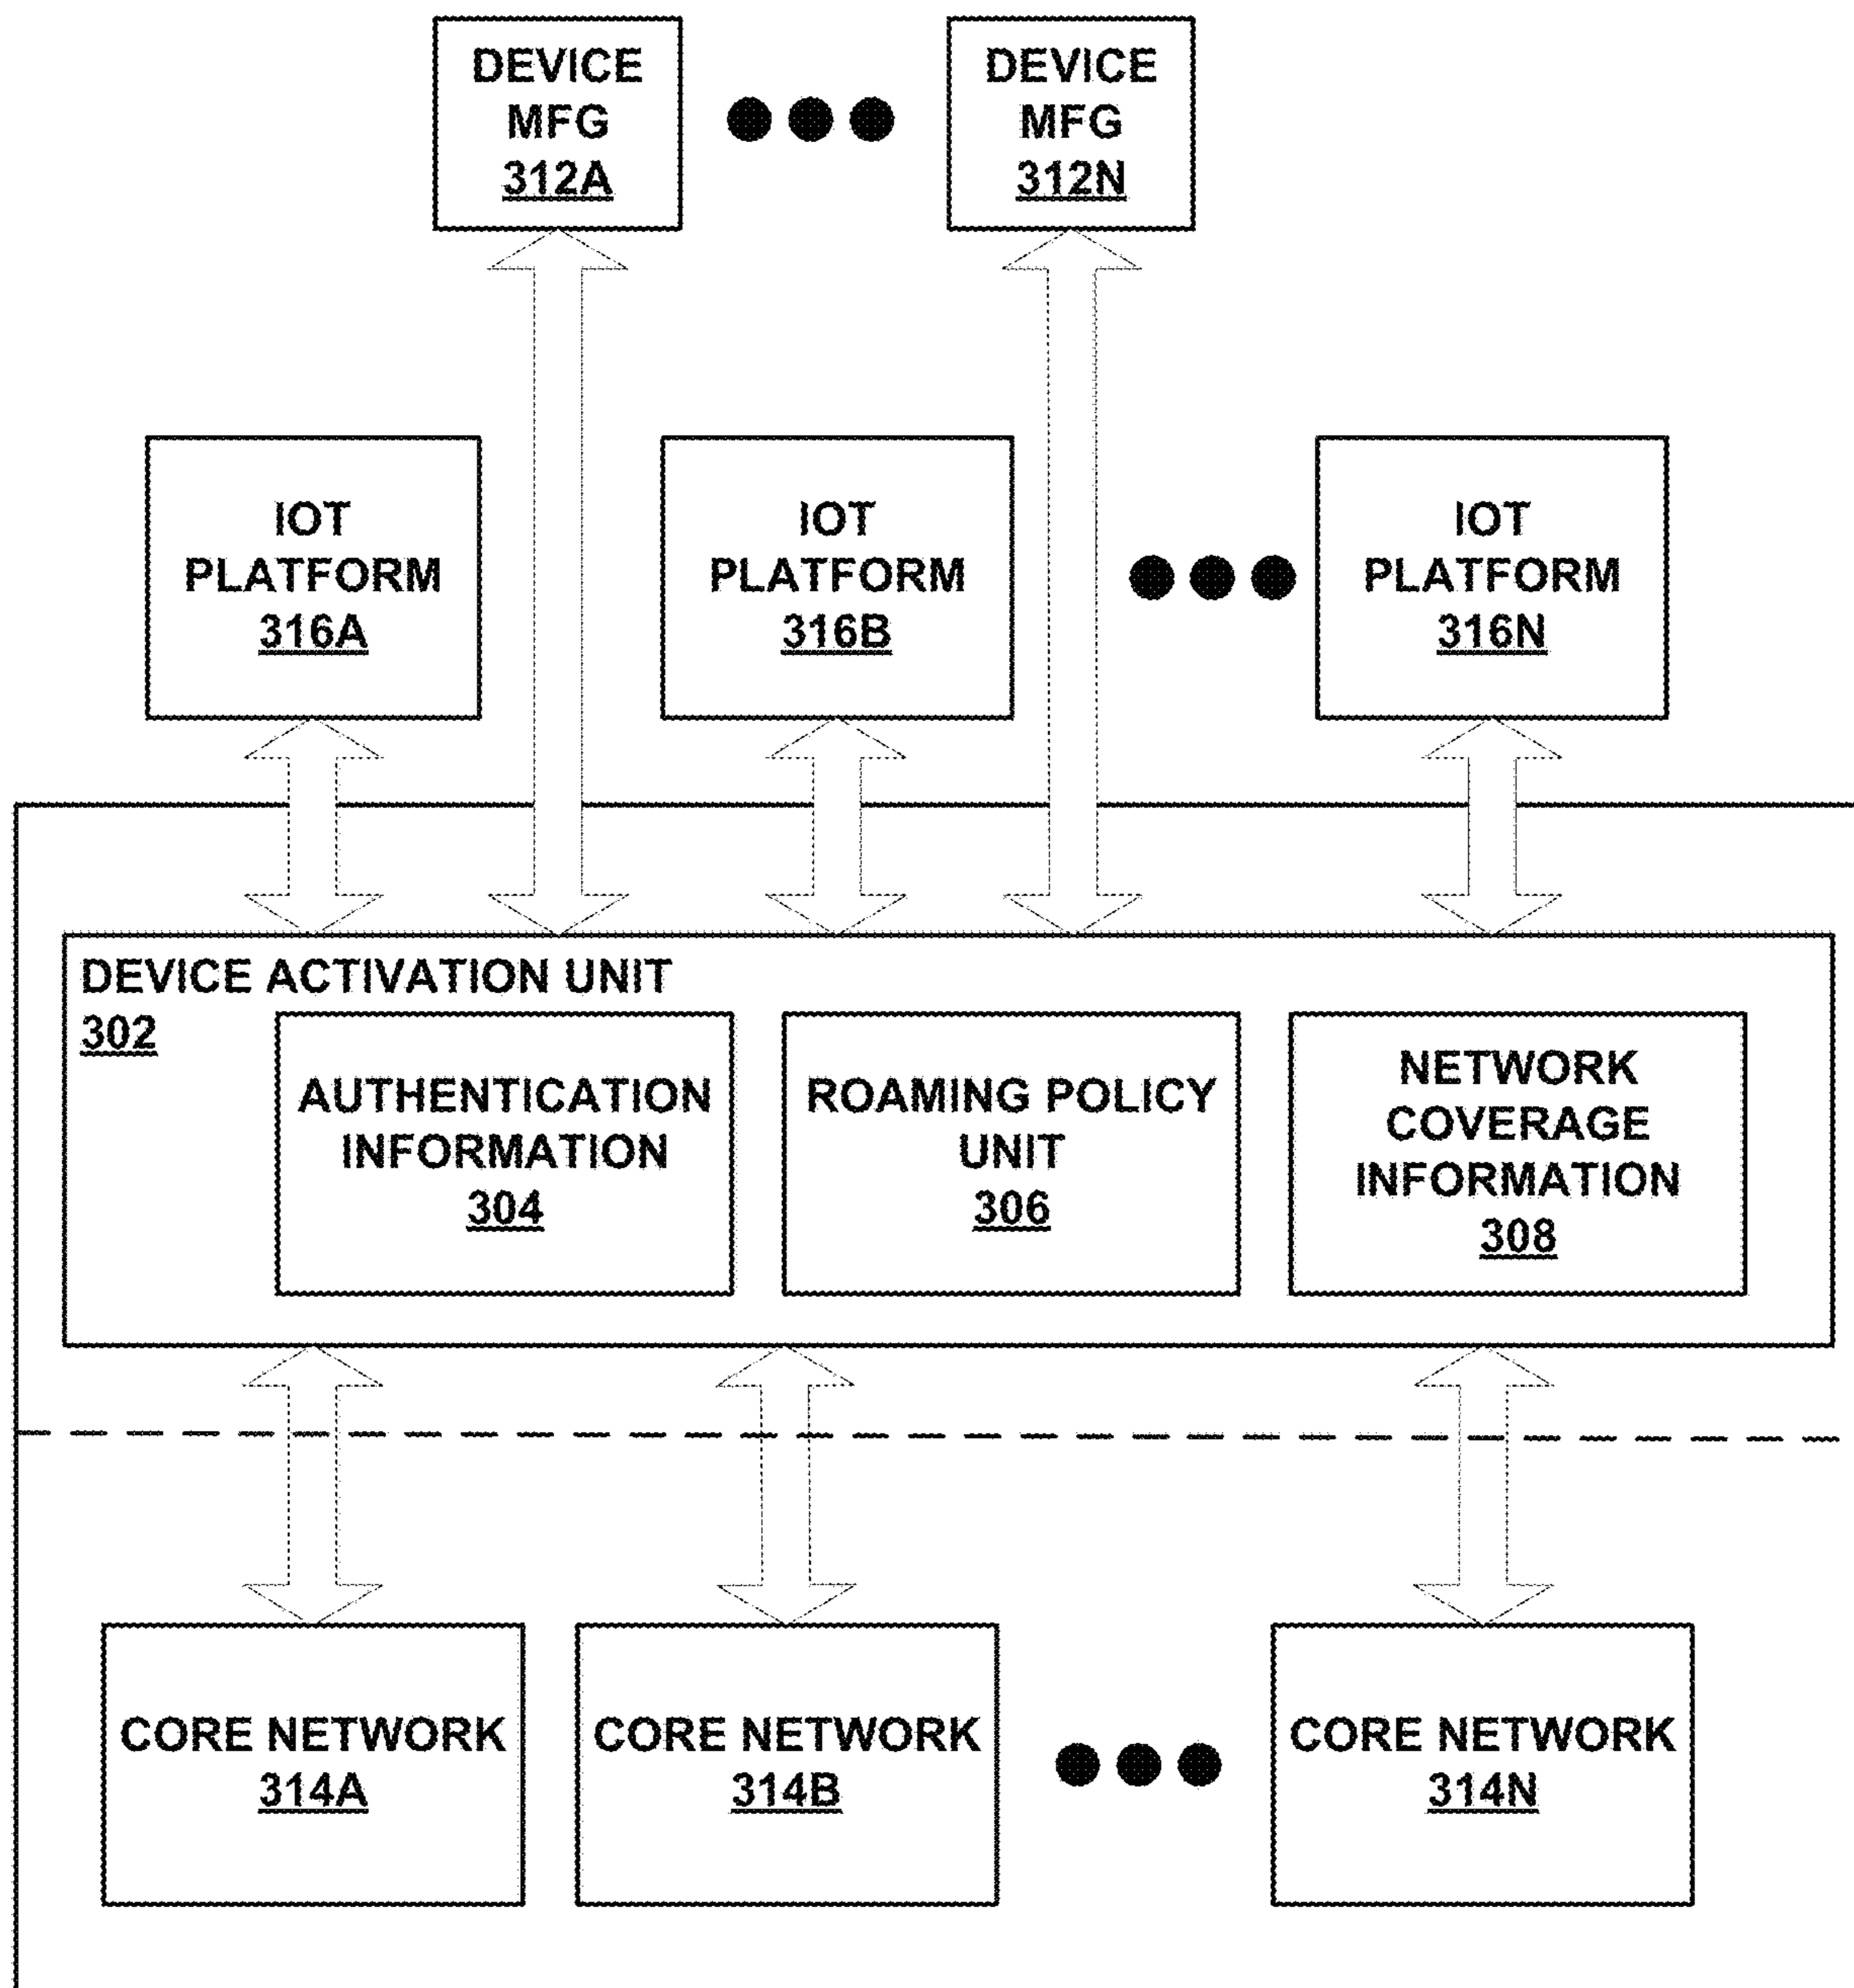 DEVICE
MFG
312A
DEVICE
MFG
312N
IOT
PLATFORM
316A
IOT
PLATFORM
316B
IOT
PLATFORM
316N
DEVICE ACTIVATION UNIT
302
AUTHENTICATION
INFORMATION
304
ROAMING POLICY
UNIT
306
NETWORK
COVERAGE
INFORMATION
308
CORE NETWORK
314A
CORE NETWORK
314B
CORE NETWORK
314N